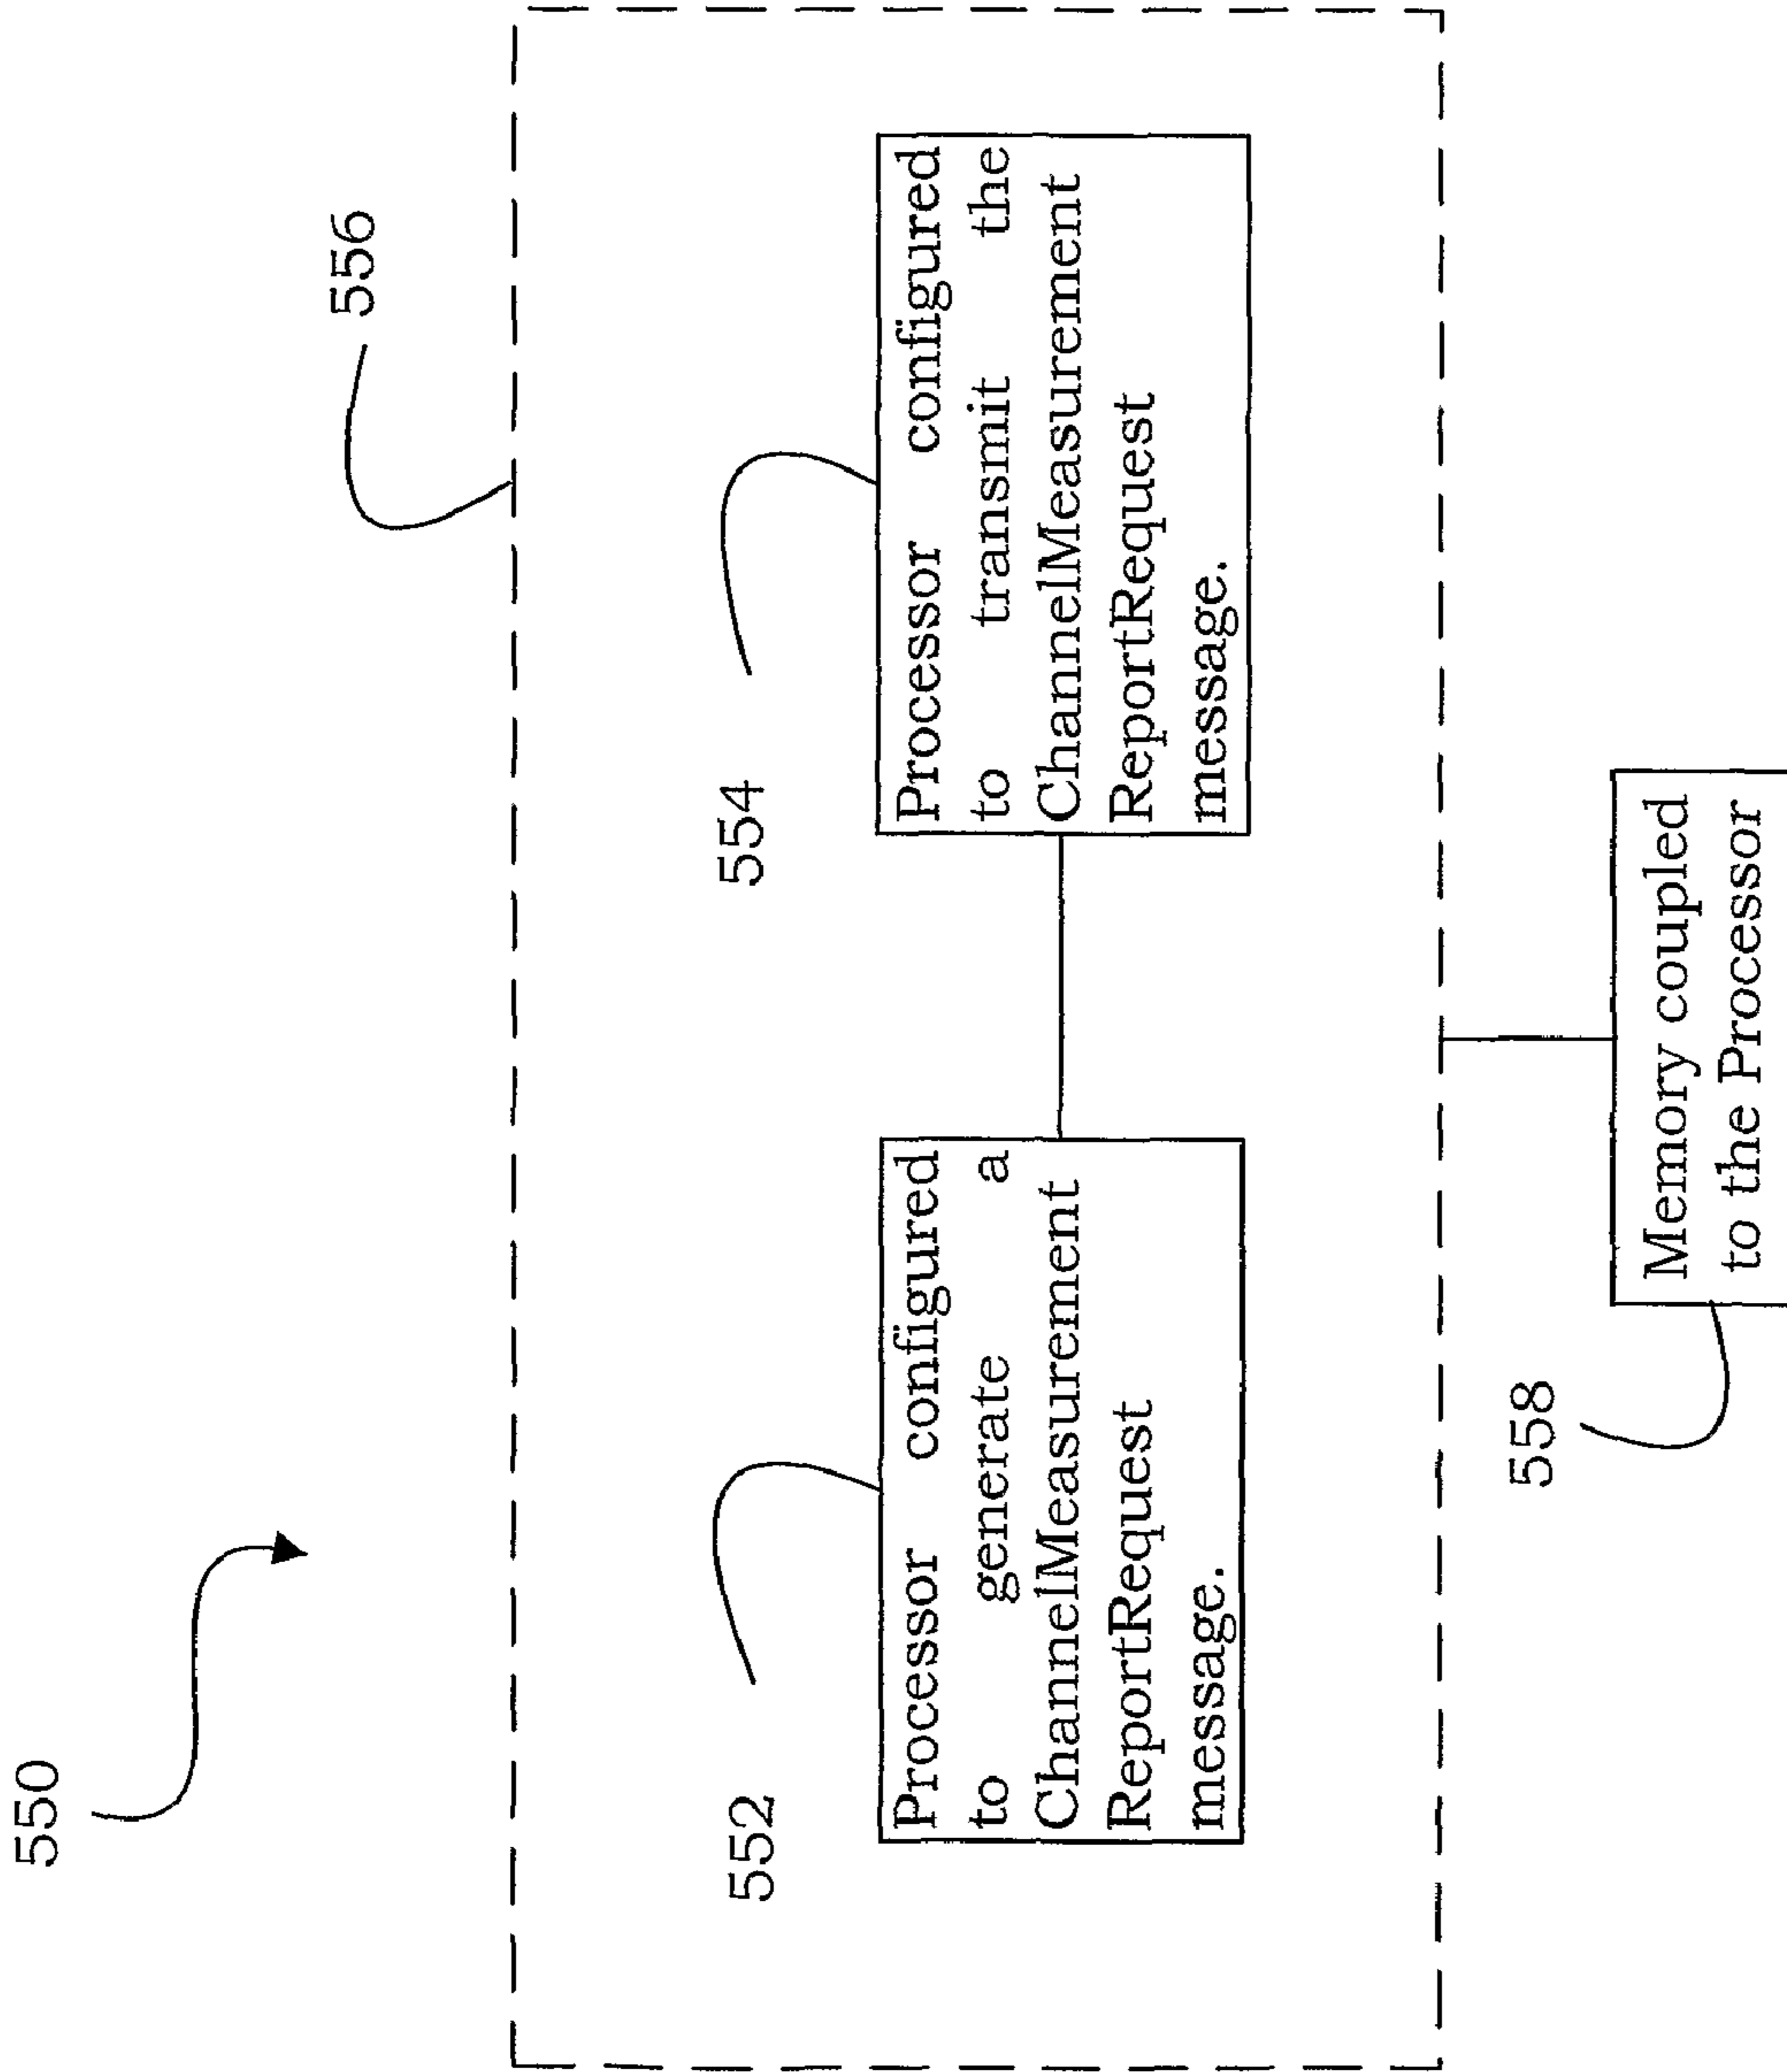 550
556
552
554
Processor configured
to generate a
ChannelMeasurement
ReportRequest
message.
Processor configured
to transmit the
ChannelMeasurement
ReportRequest
message.
558
Memory coupled
to the Processor